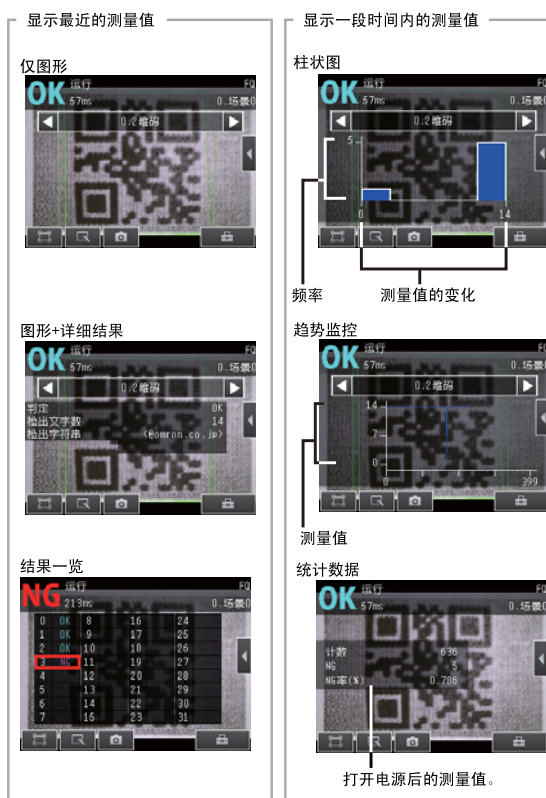 显示最近的测量值
仅图形
OK 运行 FQ
57ms 0.场景0
0.2维码
图形+详细结果
OK 运行 FQ
57ms 0.场景0
0.2维码
判定 OK
检出文字数 14
检出字符串 <@omron.co.jp>
结果一览
NG 运行 FQ
213ms 0.场景0
0 OK 8 16 24
1 OK 9 17 25
2 OK 10 18 26
3 NG 11 19 27
4 12 20 28
5 13 21 29
6 14 22 30
7 15 23 31
显示一段时间内的测量值
柱状图
OK 运行 FQ
57ms 0.场景0
0.2维码
5
0 14
频率 测量值的变化
趋势监控
OK 运行 FQ
57ms 0.场景0
0.2维码
14
7
0
0 399
测量值
统计数据
OK 运行 FQ
57ms 0.场景0
计数 636
NG 5
NG率(%) 0.786
打开电源后的测量值。